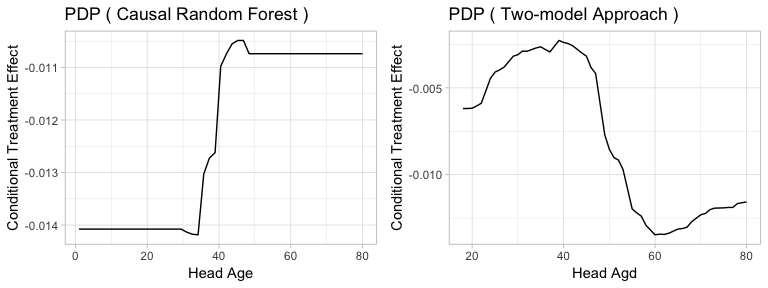 PDP ( Causal Random Forest )
Conditional Treatment Effect
-0.011
-0.012
-0.013
-0.014
0 20 40 60 80
Head Age
PDP ( Two-model Approach )
Conditional Treatment Effect
-0.005
-0.010
20 40 60 80
Head Agd